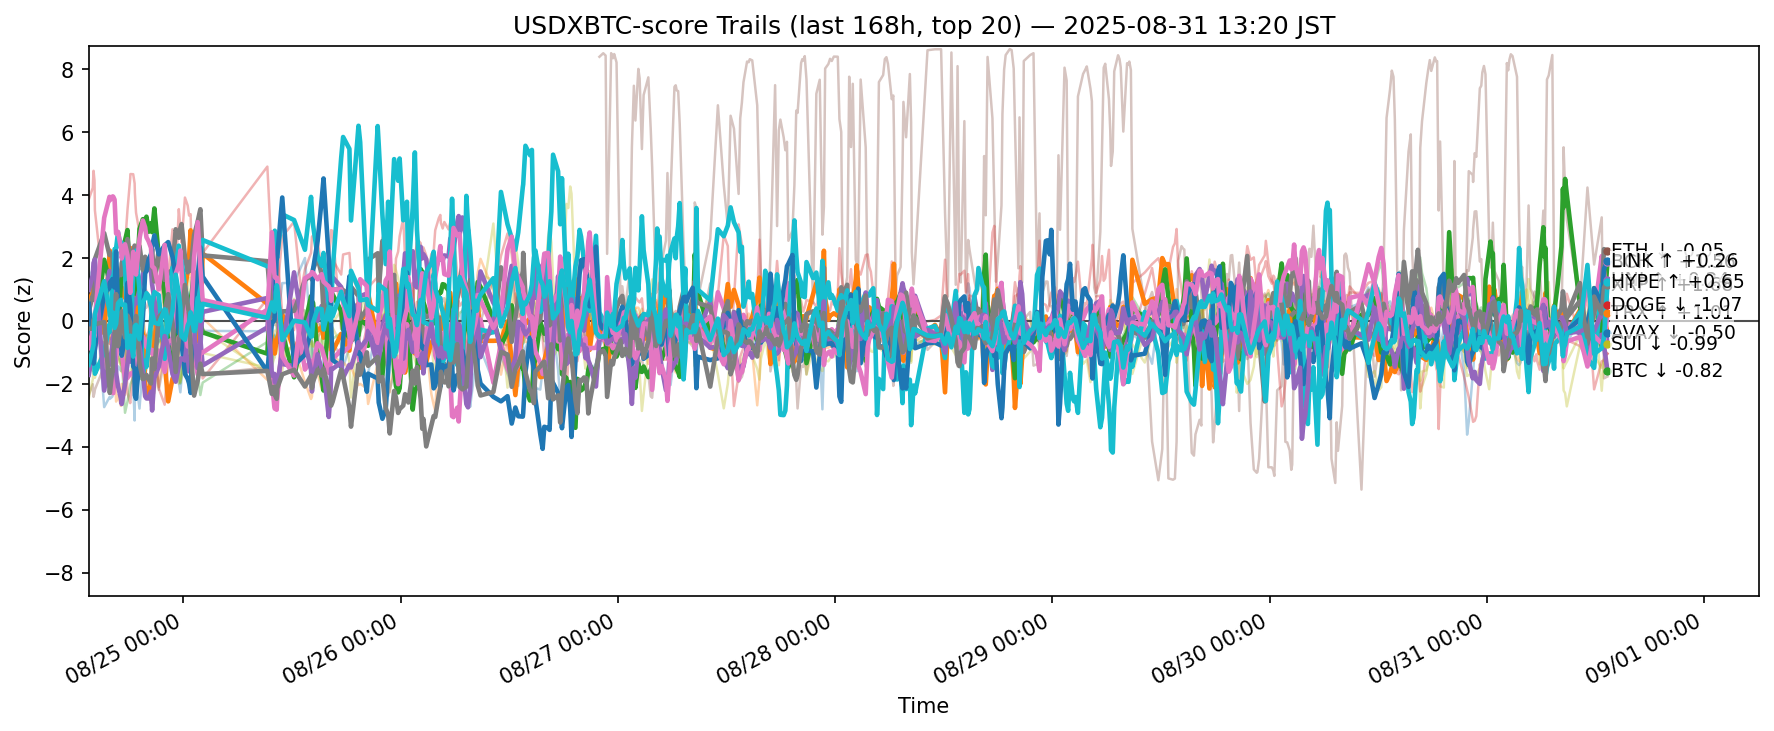 USDXBTC-score Trails (last 168h, top 20) — 2025-08-31 13:20 JST
Score (z)
8
6
4
2
0
−2
−4
−6
−8
ETH ↓ -0.05
LINK ↑ +0.26
HYPE ↑ +0.65
DOGE ↓ -1.07
TRX ↑ +1.01
AVAX ↓ -0.50
SUI ↓ -0.99
BTC ↓ -0.82
08/25 00:00
08/26 00:00
08/27 00:00
08/28 00:00
08/29 00:00
08/30 00:00
08/31 00:00
09/01 00:00
Time